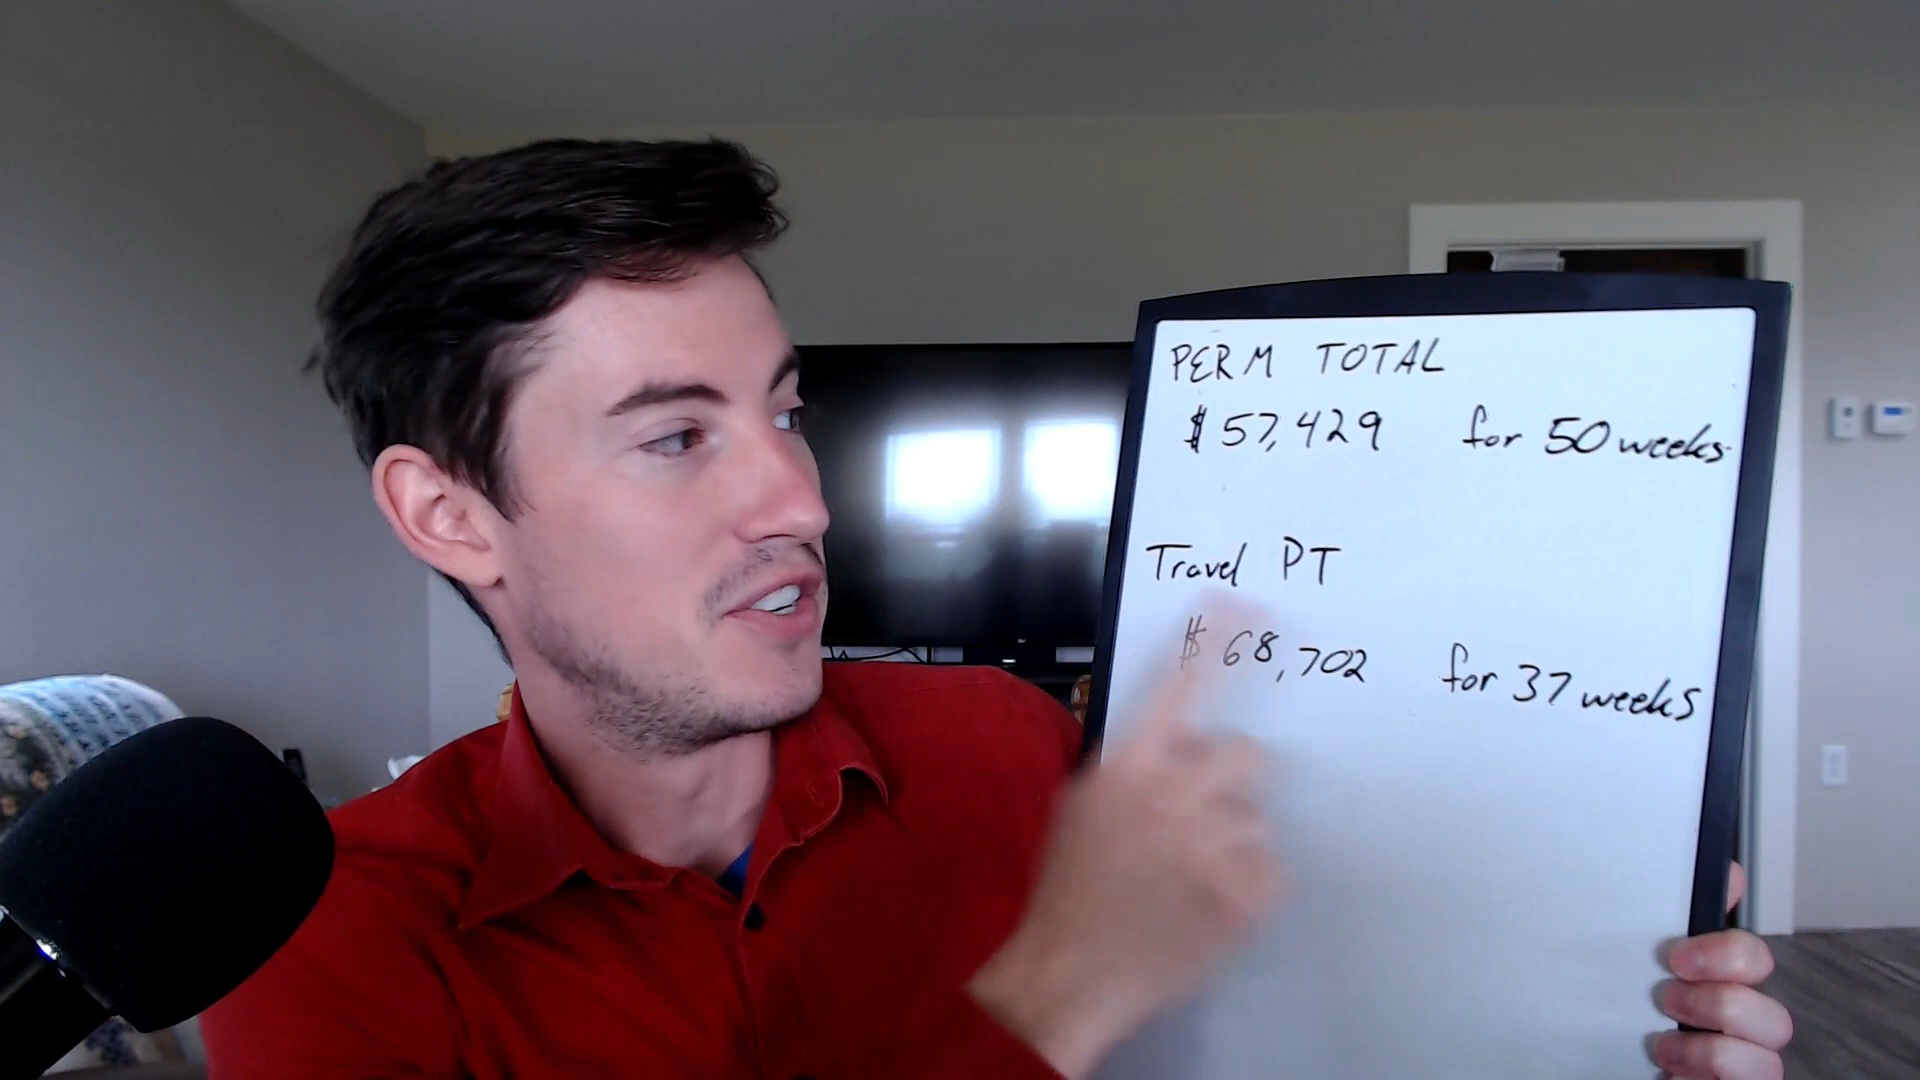 PERM TOTAL
$57,429 for 50 weeks
Travel PT
$68,702 for 37 weeks